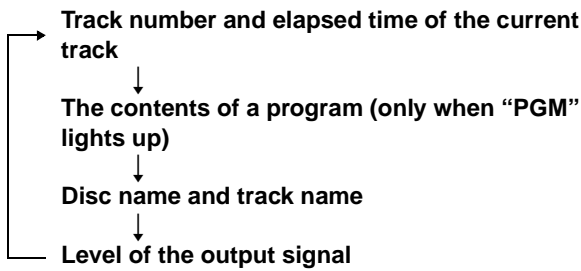 Track number and elapsed time of the current
track
The contents of a program (only when “PGM”
lights up)
Disc name and track name
Level of the output signal